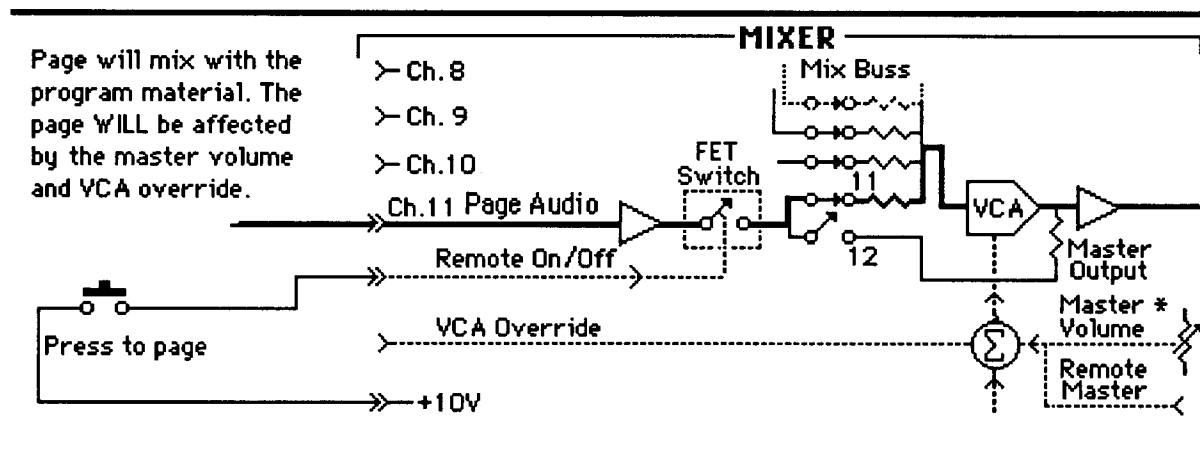 MIXER
Page will mix with the
program material. The
page WILL be affected
by the master volume
and VCA override.
Ch. 8
Ch. 9
Ch.10
Mix Buss
FET
Switch
11
Ch.11 Page Audio
VCA
12
Master
Output
Remote On/Off
Master *
Volume
VCA Override
Σ
Press to page
Remote
Master
+10V